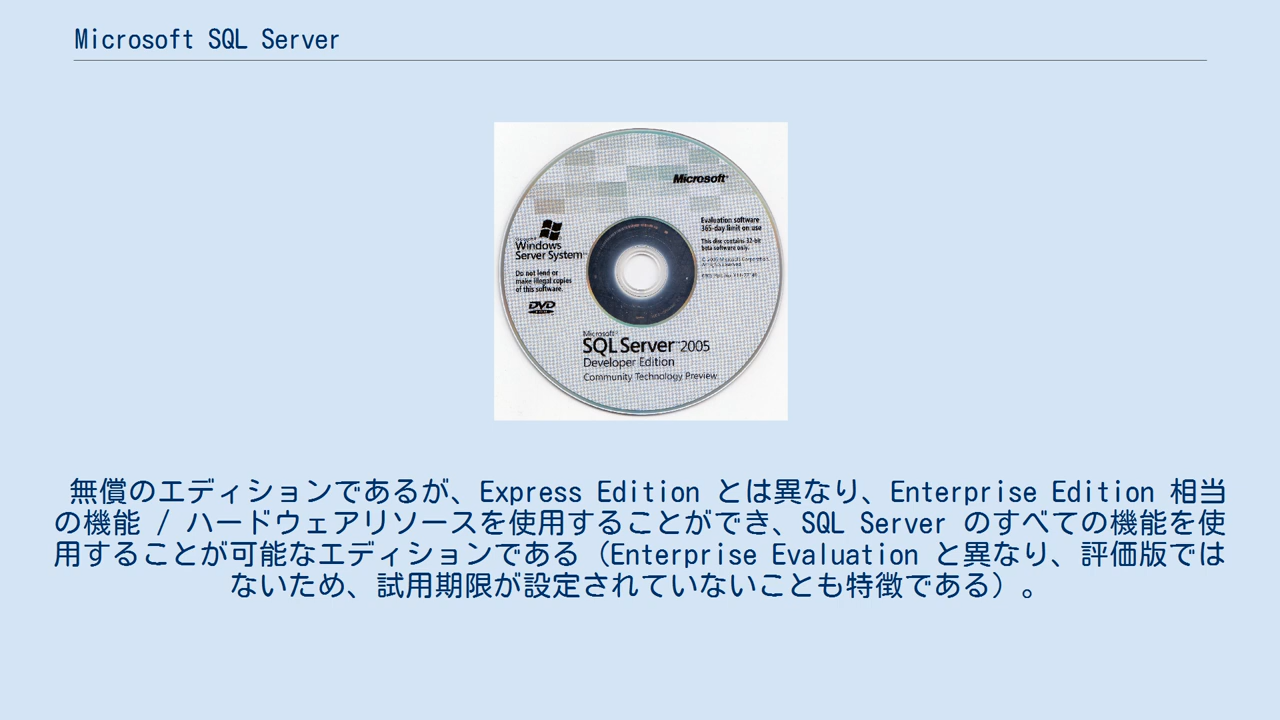 Microsoft SQL Server
Microsoft
Evaluation software
365-day limit on use
This disc contains 32-bit
beta software only.
Windows
Server System
Do not lend or
make illegal copies
of this software.
DVD
Microsoft
SQL Server 2005
Developer Edition
Community Technology Preview
無償のエディションであるが、Express Edition とは異なり、Enterprise Edition 相当
の機能 / ハードウェアリソースを使用することができ、SQL Server のすべての機能を使
用することが可能なエディションである（Enterprise Evaluation と異なり、評価版では
ないため、試用期限が設定されていないことも特徴である）。